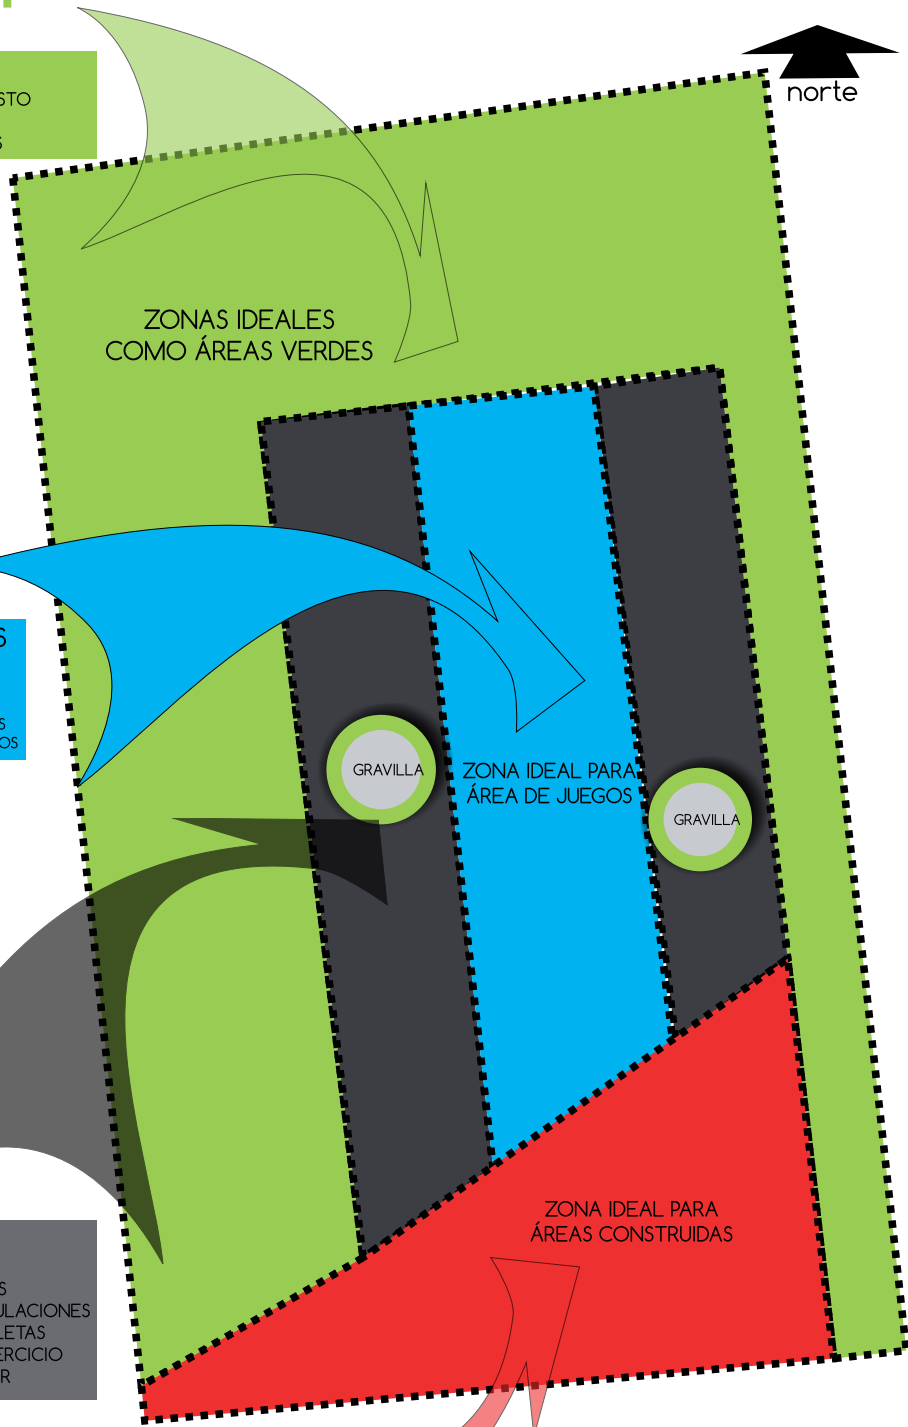 norte
ZONAS IDEALES
COMO ÁREAS VERDES
GRAVILLA
ZONA IDEAL PARA
ÁREA DE JUEGOS
GRAVILLA
ZONA IDEAL PARA
ÁREAS CONSTRUIDAS